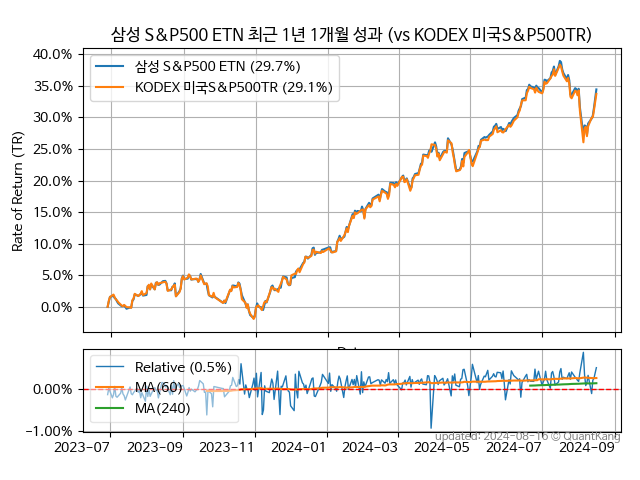 삼성 S&P500 ETN 최근 1년 1개월 성과 (vs KODEX 미국S&P500TR)
40.0%
35.0%
30.0%
25.0%
20.0%
15.0%
10.0%
5.0%
0.0%
Rate of Return (TR)
삼성 S&P500 ETN (29.7%)
KODEX 미국S&P500TR (29.1%)
0.00%
-1.00%
Relative (0.5%)
MA(60)
MA(240)
2023-07 2023-09 2023-11 2024-01 2024-03 2024-05 2024-07 2024-09
updated: 2024-08-16 © QuantKang